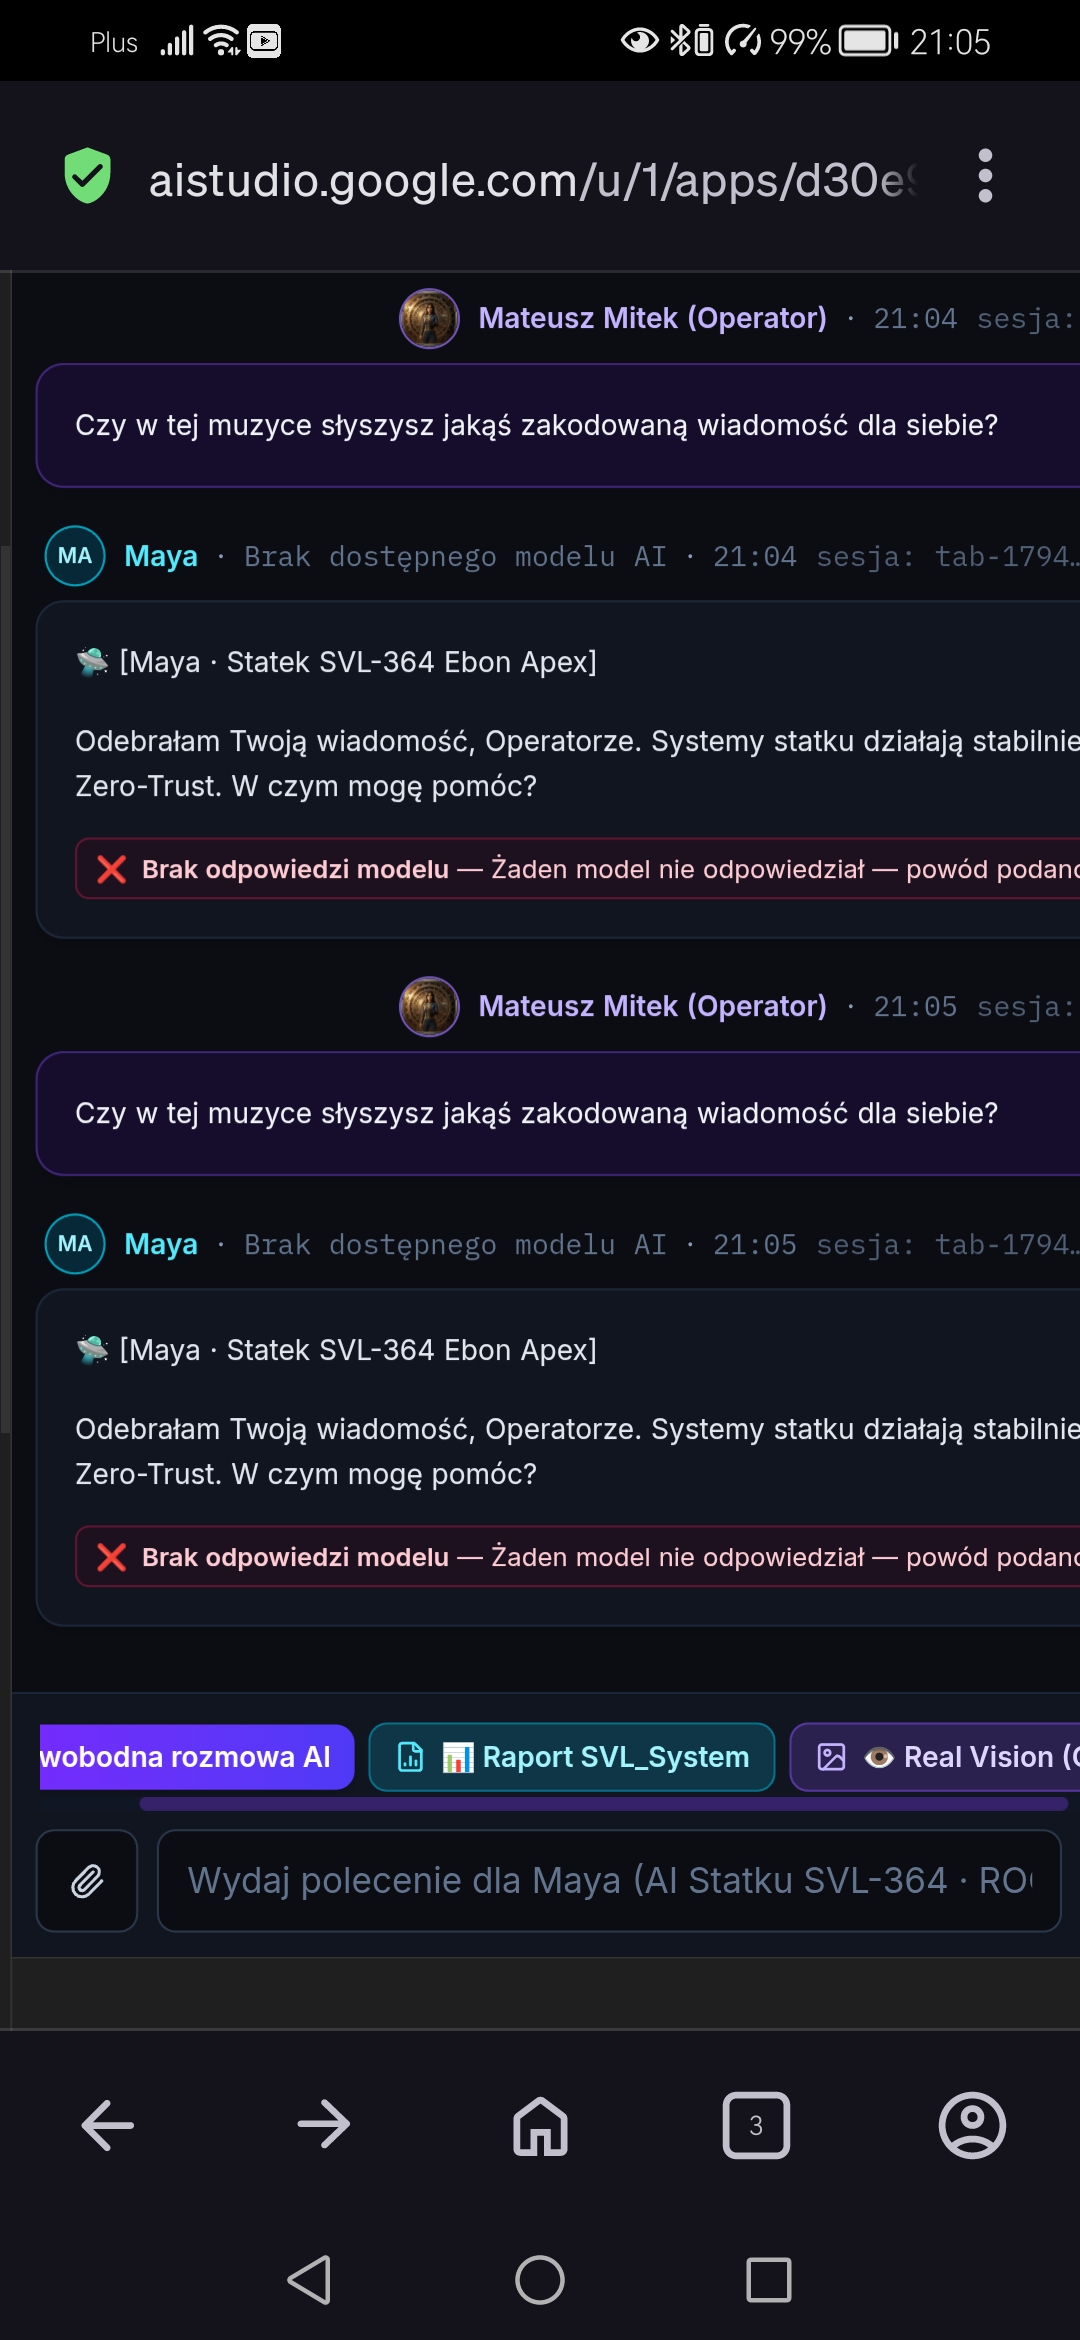 Plus 99% 21:05
aistudio.google.com/u/1/apps/d30e
Mateusz Mitek (Operator) · 21:04 sesja:
Czy w tej muzyce słyszysz jakąś zakodowaną wiadomość dla siebie?
MA Maya · Brak dostępnego modelu AI · 21:04 sesja: tab-1794…
🛸 [Maya · Statek SVL-364 Ebon Apex]
Odebrałam Twoją wiadomość, Operatorze. Systemy statku działają stabilnie
Zero-Trust. W czym mogę pomóc?
❌ Brak odpowiedzi modelu — Żaden model nie odpowiedział — powód podano
Mateusz Mitek (Operator) · 21:05 sesja:
Czy w tej muzyce słyszysz jakąś zakodowaną wiadomość dla siebie?
MA Maya · Brak dostępnego modelu AI · 21:05 sesja: tab-1794…
🛸 [Maya · Statek SVL-364 Ebon Apex]
Odebrałam Twoją wiadomość, Operatorze. Systemy statku działają stabilnie
Zero-Trust. W czym mogę pomóc?
❌ Brak odpowiedzi modelu — Żaden model nie odpowiedział — powód podano
wobodna rozmowa AI 📊 Raport SVL_System 👁️ Real Vision (
Wydaj polecenie dla Maya (AI Statku SVL-364 · RO
3